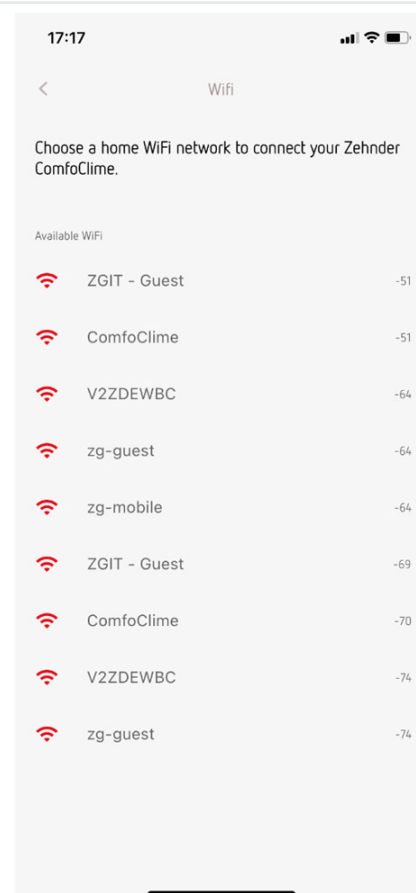 17:17
Wifi
Choose a home WiFi network to connect your Zehnder
ComfoClime.
Available WiFi
ZGIT - Guest -51
ComfoClime -51
V2ZDEWBC -64
zg-guest -64
zg-mobile -64
ZGIT - Guest -69
ComfoClime -70
V2ZDEWBC -74
zg-guest -74